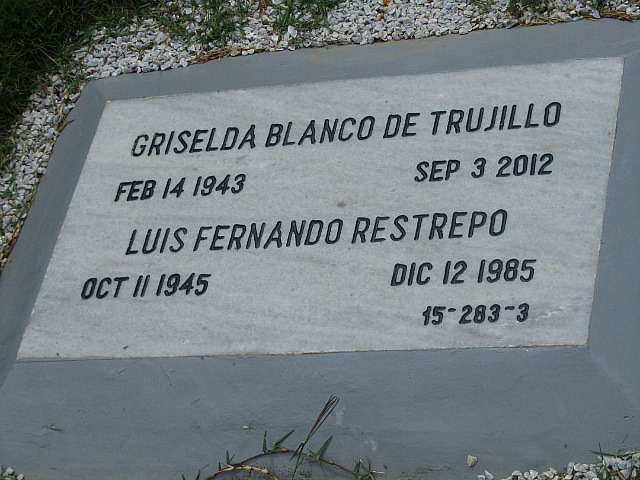 GRISELDA BLANCO DE TRUJILLO
FEB 14 1943 SEP 3 2012
LUIS FERNANDO RESTREPO
OCT 11 1945 DIC 12 1985
15-283-3